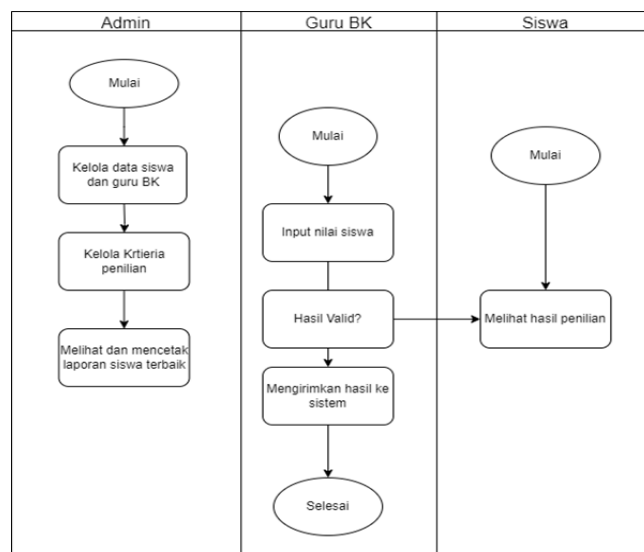 Admin
Guru BK
Siswa
Mulai
Kelola data siswa
dan guru BK
Kelola Krtieria
penilian
Melihat dan mencetak
laporan siswa terbaik
Mulai
Input nilai siswa
Hasil Valid?
Mengirimkan hasil ke
sistem
Selesai
Mulai
Melihat hasil penilian